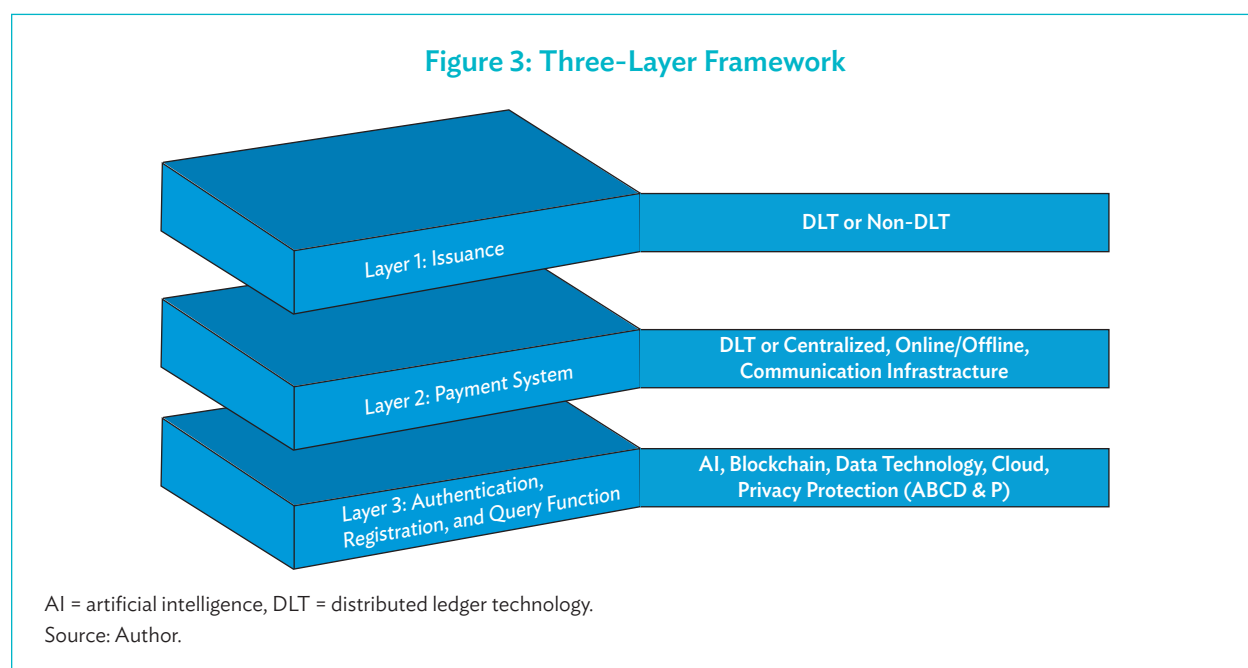 Figure 3: Three-Layer Framework
Layer 1: Issuance
DLT or Non-DLT
Layer 2: Payment System
DLT or Centralized, Online/Offline,
Communication Infrastracture
Layer 3: Authentication,
Registration, and Query Function
AI, Blockchain, Data Technology, Cloud,
Privacy Protection (ABCD & P)
AI = artificial intelligence, DLT = distributed ledger technology.
Source: Author.